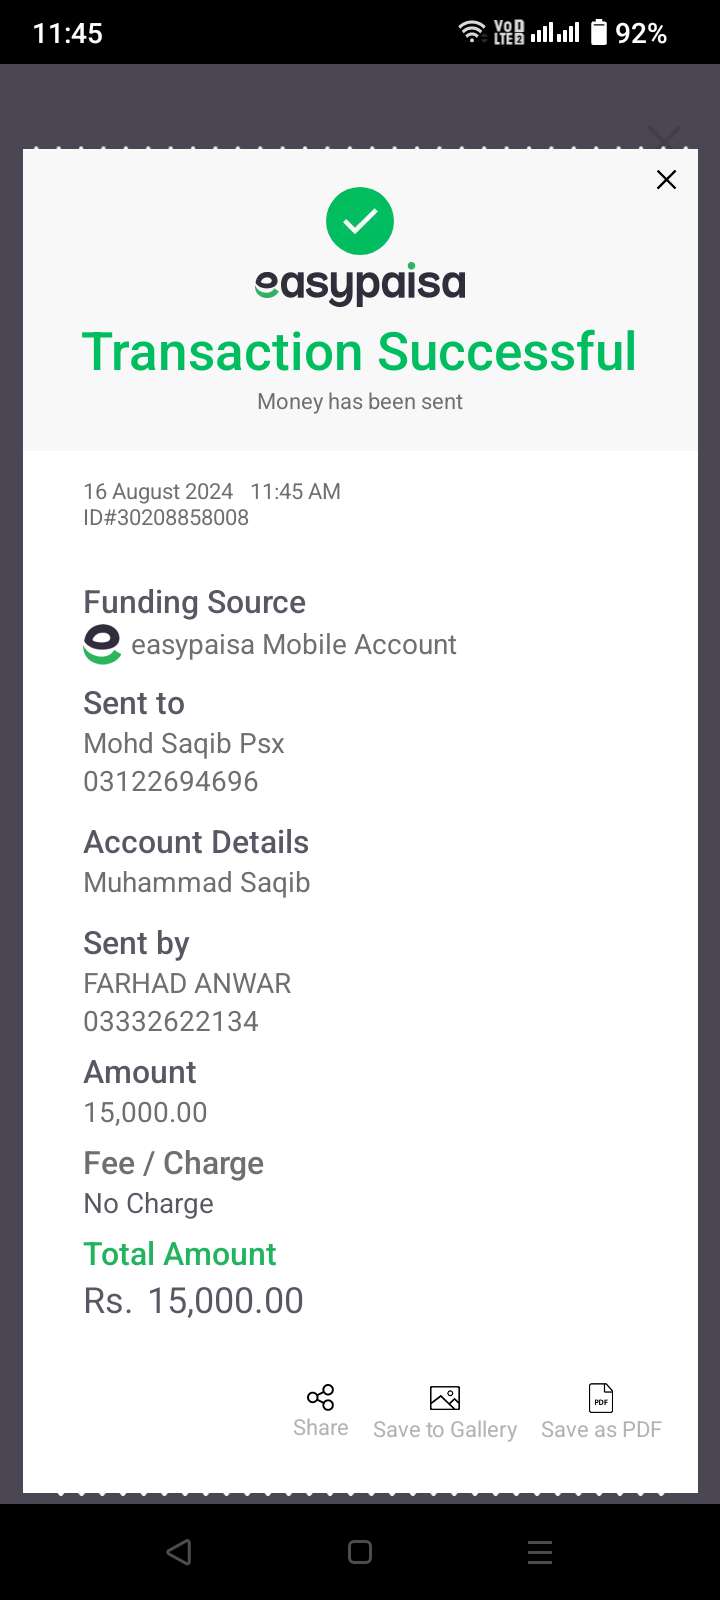 11:45
VoD LTE2 92%
easypaisa
Transaction Successful
Money has been sent
16 August 2024 11:45 AM
ID#30208858008
Funding Source
easypaisa Mobile Account
Sent to
Mohd Saqib Psx
03122694696
Account Details
Muhammad Saqib
Sent by
FARHAD ANWAR
03332622134
Amount
15,000.00
Fee / Charge
No Charge
Total Amount
Rs. 15,000.00
PDF
Share Save to Gallery Save as PDF